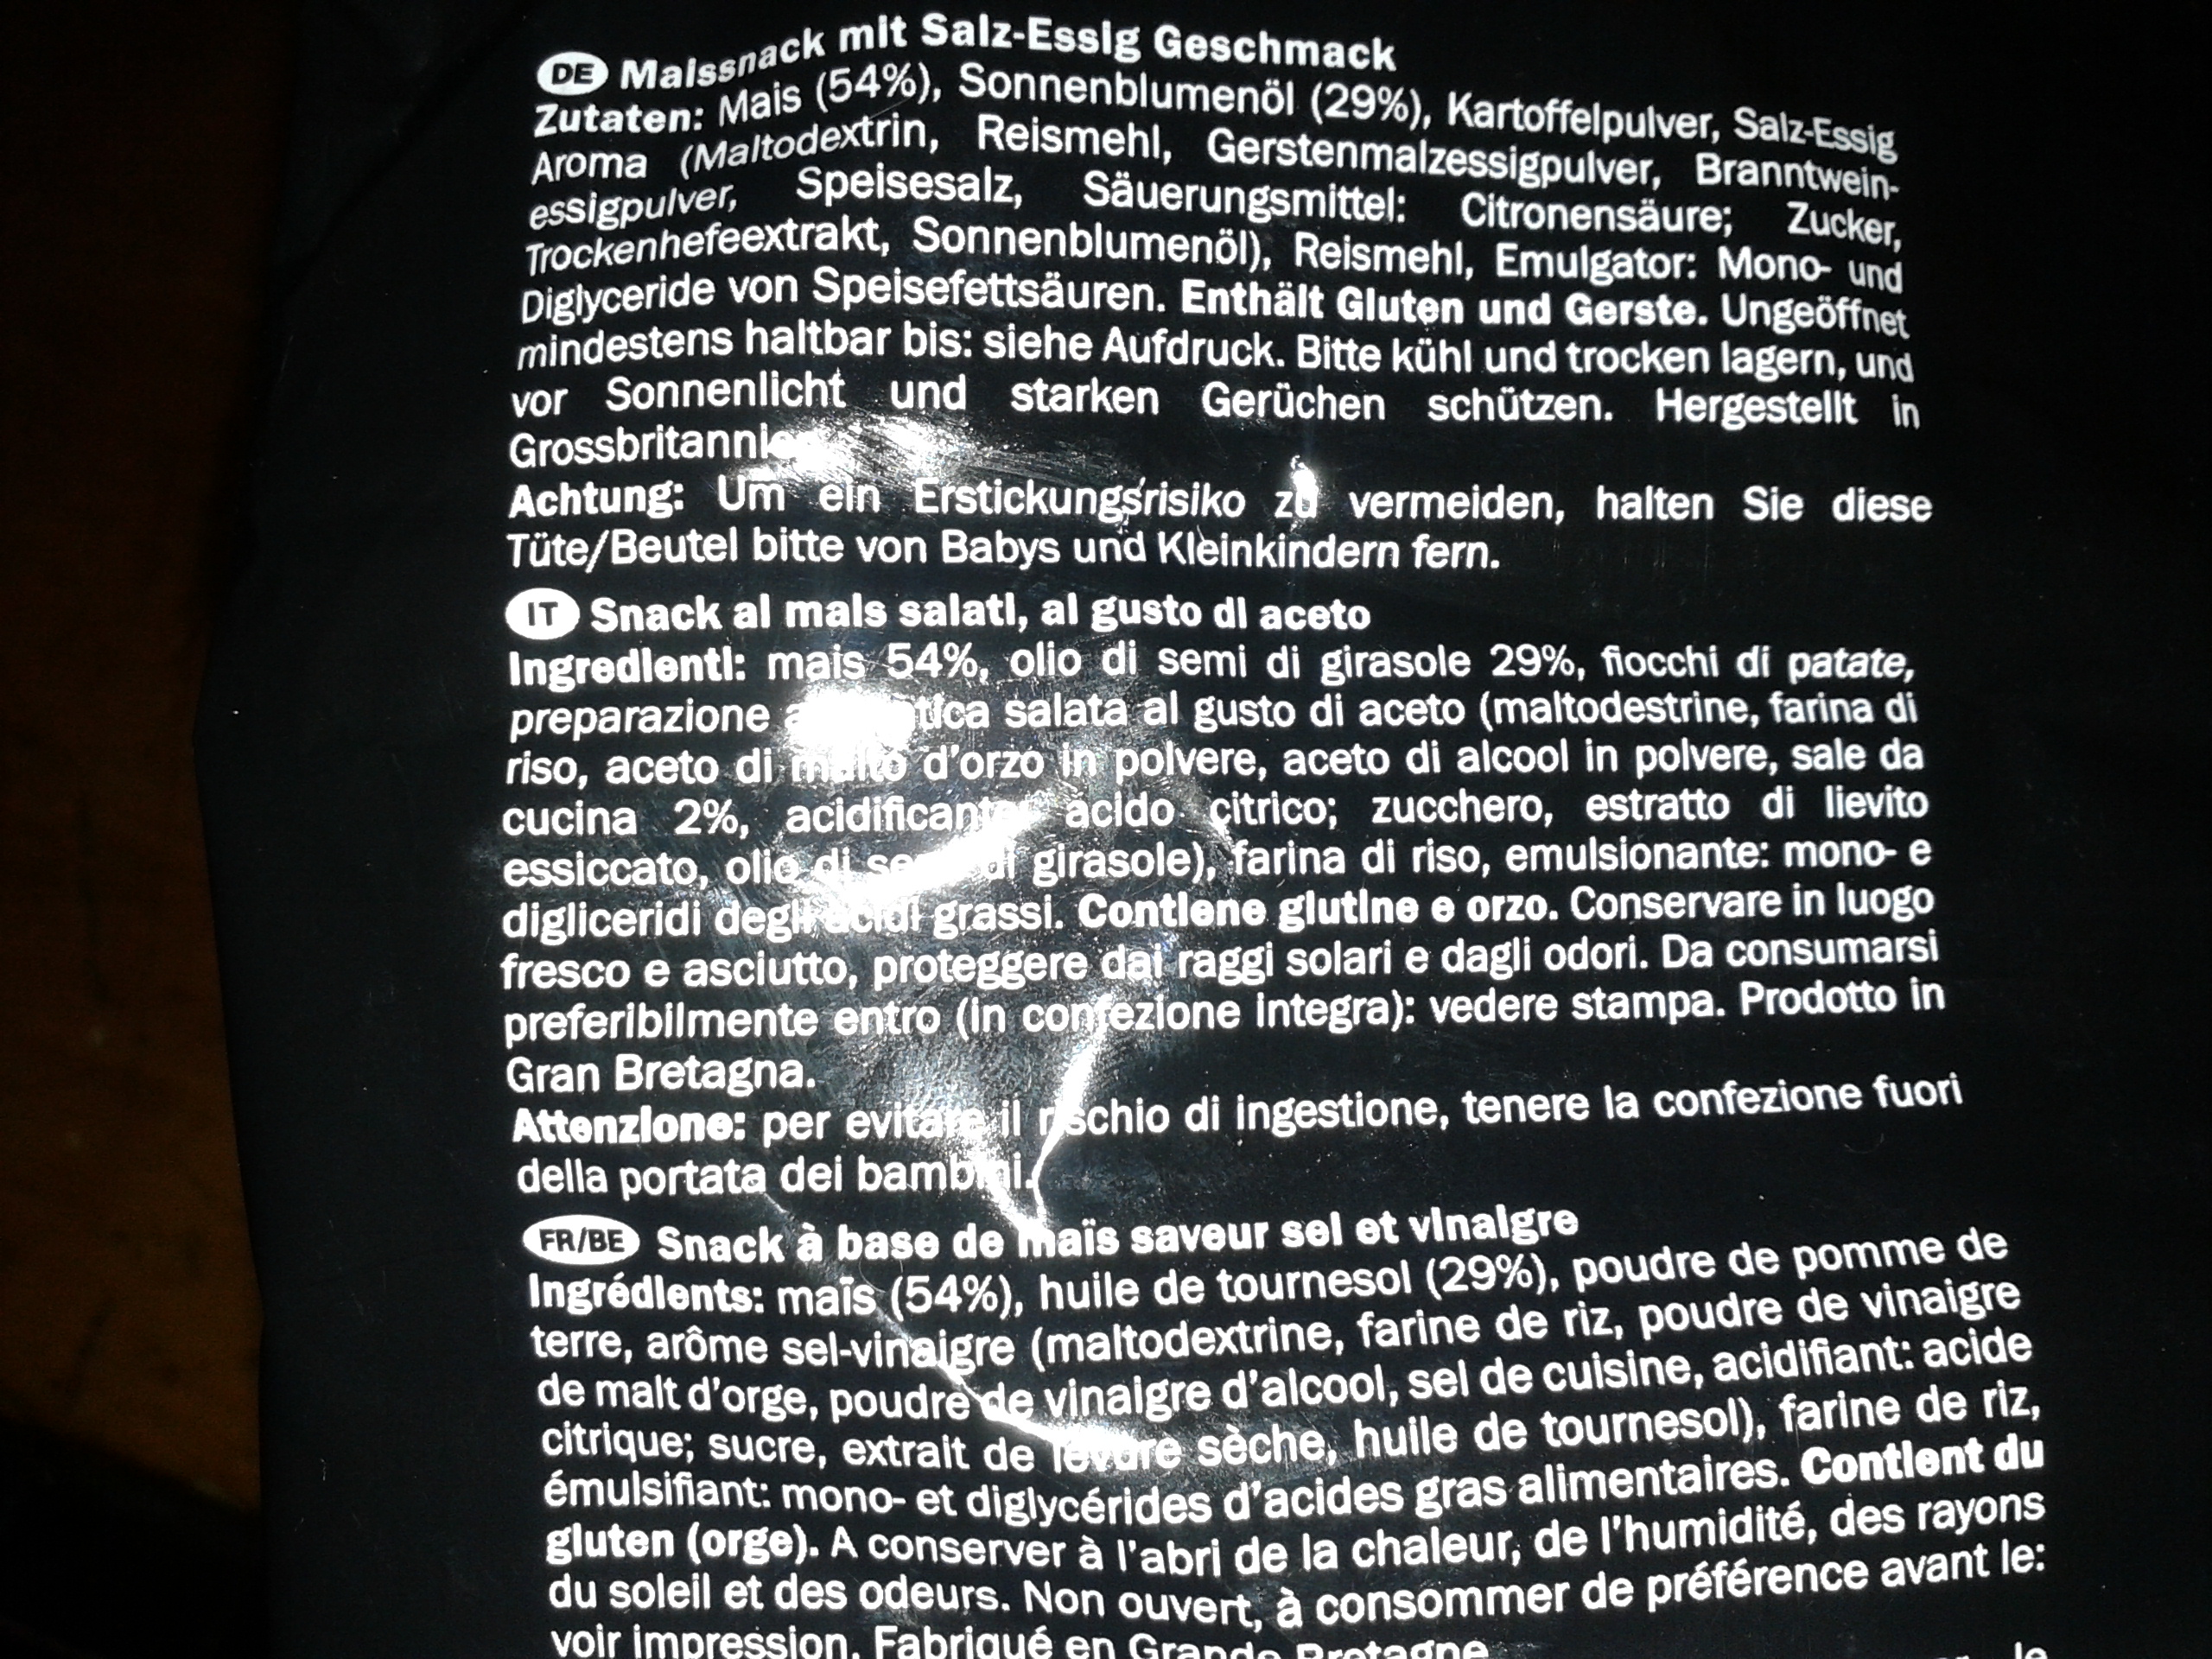 DE Maissnack mit Salz-Essig Geschmack
Zutaten: Mais (54%), Sonnenblumenöl (29%), Kartoffelpulver, Salz-Essig
Aroma (Maltodextrin, Reismehl, Gerstenmalzessigpulver, Branntwein-
essigpulver, Speisesalz, Säuerungsmittel: Citronensäure; Zucker,
Trockenhefeextrakt, Sonnenblumenöl), Reismehl, Emulgator: Mono- und
Diglyceride von Speisefettsäuren. Enthält Gluten und Gerste. Ungeöffnet
mindestens haltbar bis: siehe Aufdruck. Bitte kühl und trocken lagern, und
vor Sonnenlicht und starken Gerüchen schützen. Hergestellt in
Achtung: Um ein Erstickungsrisiko zu vermeiden, halten Sie diese
Tüte/Beutel bitte von Babys und Kleinkindern fern.
IT Snack al mais salati, al gusto di aceto
Ingredienti: mais 54%, olio di semi di girasole 29%, fiocchi di patate,
preparazione salata al gusto di aceto (maltodestrine, farina di
riso, aceto di malto d'orzo in polvere, aceto di alcool in polvere, sale da
cucina 2%, acidificante: acido citrico; zucchero, estratto di lievito
essiccato, olio di girasole), farina di riso, emulsionante: mono- e
digliceridi degli acidi grassi. Contiene glutine e orzo. Conservare in luogo
fresco e asciutto, proteggere dai raggi solari e dagli odori. Da consumarsi
preferibilmente entro (in confezione integra): vedere stampa. Prodotto in
Gran Bretagna.
Attenzione: per evitare il rischio di ingestione, tenere la confezione fuori
della portata dei bambini.
FR/BE Snack à base de maïs saveur sel et vinaigre
Ingrédients: maïs (54%), huile de tournesol (29%), poudre de pomme de
terre, arôme sel-vinaigre (maltodextrine, farine de riz, poudre de vinaigre
de malt d'orge, poudre de vinaigre d'alcool, sel de cuisine, acidifiant: acide
citrique; sucre, extrait de levure sèche, huile de tournesol), farine de riz,
émulsifiant: mono- et diglycérides d'acides gras alimentaires. Contient du
gluten (orge). A conserver à l'abri de la chaleur, de l'humidité, des rayons
du soleil et des odeurs. Non ouvert, à consommer de préférence avant le:
voir impression. Fabriqué en Grande Bretagne